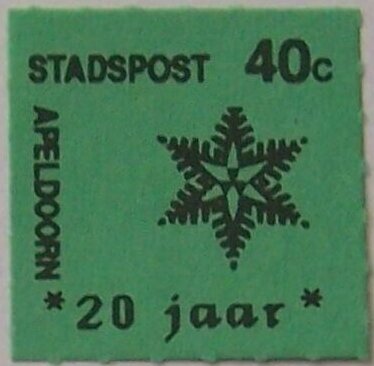 STADSPOST 40c
APELDOORN
* 20 jaar *